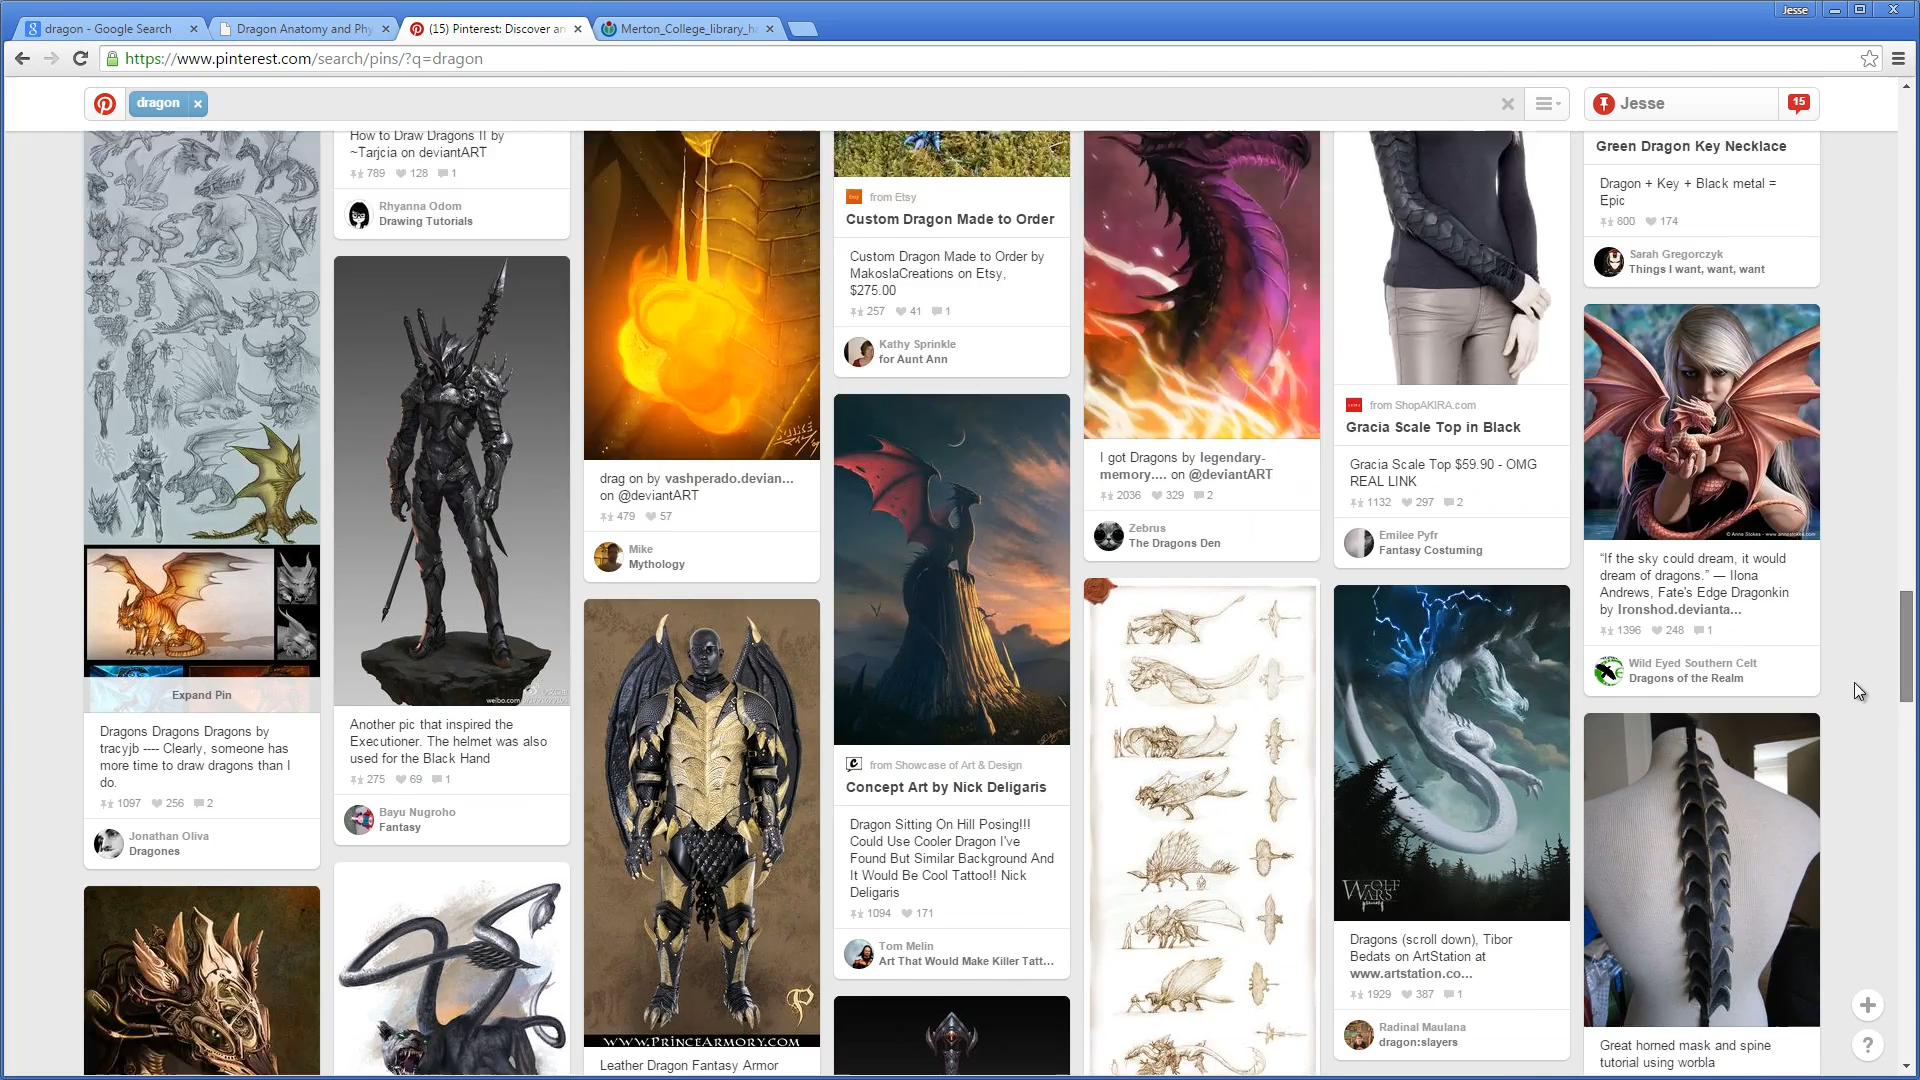 Jesse
dragon - Google Search
Dragon Anatomy and Phy
(15) Pinterest: Discover an
Merton_College_library_ha
https://www.pinterest.com/search/pins/?q=dragon
dragon
Jesse
15
Expand Pin
Dragons Dragons Dragons by
tracyjb ---- Clearly, someone has
more time to draw dragons than I
do.
1097 256 2
Jonathan Oliva
Dragones
How to Draw Dragons II by
~Tarjcia on deviantART
789 128 1
Rhyanna Odom
Drawing Tutorials
Another pic that inspired the
Executioner. The helmet was also
used for the Black Hand
275 69 1
Bayu Nugroho
Fantasy
drag on by vashperado.devian...
on @deviantART
479 57
Mike
Mythology
www.PrinceArmory.com
Leather Dragon Fantasy Armor
from Etsy
Custom Dragon Made to Order
Custom Dragon Made to Order by
MakoslaCreations on Etsy,
$275.00
257 41 1
Kathy Sprinkle
for Aunt Ann
from Showcase of Art & Design
Concept Art by Nick Deligaris
Dragon Sitting On Hill Posing!!!
Could Use Cooler Dragon I've
Found But Similar Background And
It Would Be Cool Tattoo!! Nick
Deligaris
1094 171
Tom Melin
Art That Would Make Killer Tatt...
I got Dragons by legendary-
memory.... on @deviantART
2036 329 2
Zebrus
The Dragons Den
from ShopAKIRA.com
Gracia Scale Top in Black
Gracia Scale Top $59.90 - OMG
REAL LINK
1132 297 2
Emilee Pyfr
Fantasy Costuming
Wolf
Wars
Dragons (scroll down), Tibor
Bedats on ArtStation at
www.artstation.co...
1929 387 1
Radinal Maulana
dragon:slayers
Green Dragon Key Necklace
Dragon + Key + Black metal =
Epic
800 174
Sarah Gregorczyk
Things I want, want, want
“If the sky could dream, it would
dream of dragons.” — Ilona
Andrews, Fate's Edge Dragonkin
by Ironshod.devianta...
1396 248 1
Wild Eyed Southern Celt
Dragons of the Realm
Great horned mask and spine
tutorial using worbla